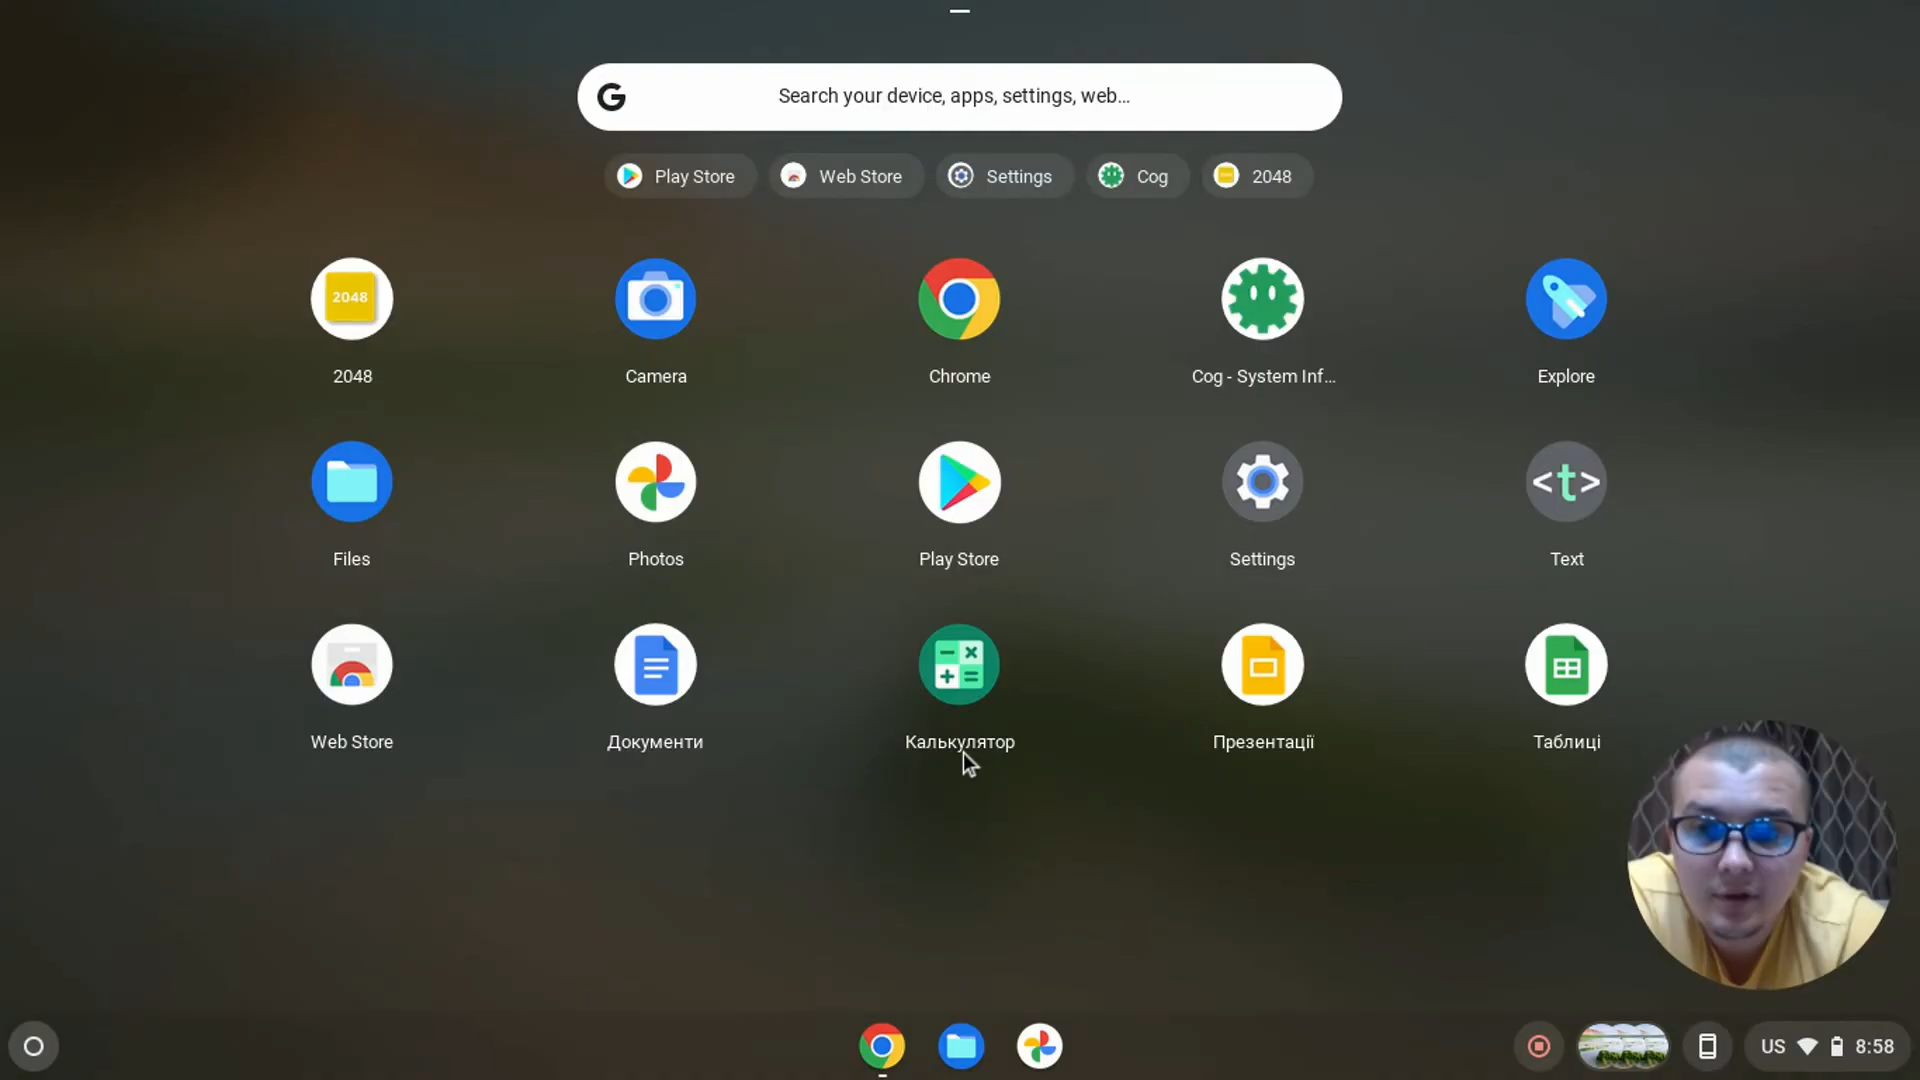 G Search your device, apps, settings, web...
Play Store Web Store Settings Cog 2048
2048
2048 Camera Chrome Cog - System Inf... Explore
<t>
Files Photos Play Store Settings Text
Web Store Документи Калькулятор Презентації Таблиці
US 8:58